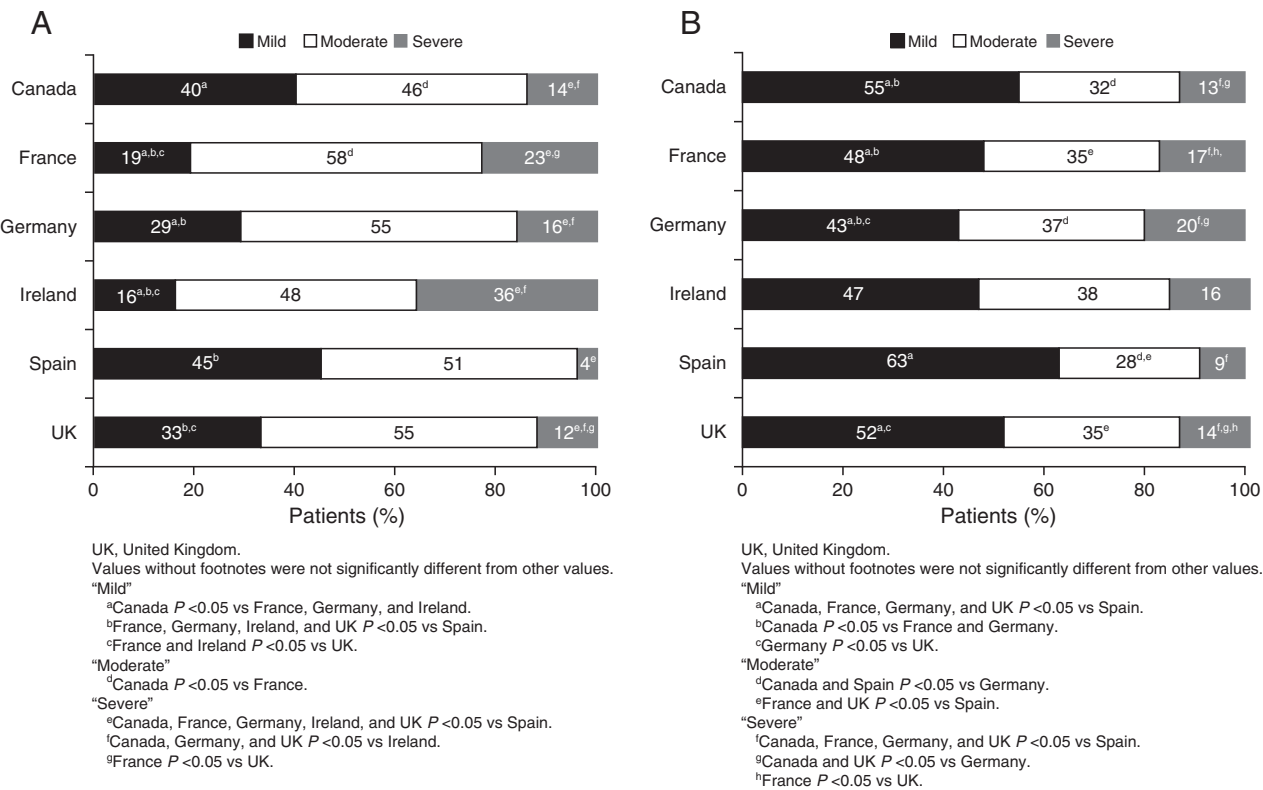 A
Mild Moderate Severe
Canada 40a 46d 14e,f
France 19a,b,c 58d 23e,g
Germany 29a,b 55 16e,f
Ireland 16a,b,c 48 36e,f
Spain 45b 51 4e
UK 33b,c 55 12e,f,g
0 20 40 60 80 100
Patients (%)
UK, United Kingdom.
Values without footnotes were not significantly different from other values.
“Mild”
aCanada P <0.05 vs France, Germany, and Ireland.
bFrance, Germany, Ireland, and UK P <0.05 vs Spain.
cFrance and Ireland P <0.05 vs UK.
“Moderate”
dCanada P <0.05 vs France.
“Severe”
eCanada, France, Germany, Ireland, and UK P <0.05 vs Spain.
fCanada, Germany, and UK P <0.05 vs Ireland.
gFrance P <0.05 vs UK.
B
Mild Moderate Severe
Canada 55a,b 32d 13f,g
France 48a,b 35e 17f,h,
Germany 43a,b,c 37d 20f,g
Ireland 47 38 16
Spain 63a 28d,e 9f
UK 52a,c 35e 14f,g,h
0 20 40 60 80 100
Patients (%)
UK, United Kingdom.
Values without footnotes were not significantly different from other values.
“Mild”
aCanada, France, Germany, and UK P <0.05 vs Spain.
bCanada P <0.05 vs France and Germany.
cGermany P <0.05 vs UK.
“Moderate”
dCanada and Spain P <0.05 vs Germany.
eFrance and UK P <0.05 vs Spain.
“Severe”
fCanada, France, Germany, and UK P <0.05 vs Spain.
gCanada and UK P <0.05 vs Germany.
hFrance P <0.05 vs UK.